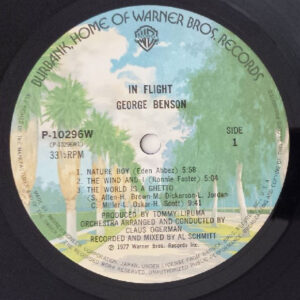 BURBANK, HOME OF WARNER BROS. RECORDS
IN FLIGHT
GEORGE BENSON
P-10296W
(P-10296W1)
33⅓RPM
SIDE
1
1. NATURE BOY (Eden Ahbez) 5:58
2. THE WIND AND I (Ronnie Foster) 5:04
3. THE WORLD IS A GHETTO
(S. Allen-H. Brown-M. Dickerson-L. Jordan
C. Miller-L. Oskar-H. Scott) 9:41
PRODUCED BY TOMMY LIPUMA
ORCHESTRA ARRANGED AND CONDUCTED BY
CLAUS OGERMAN
RECORDED AND MIXED BY AL SCHMITT
℗ 1977 Warner Bros. Records Inc.